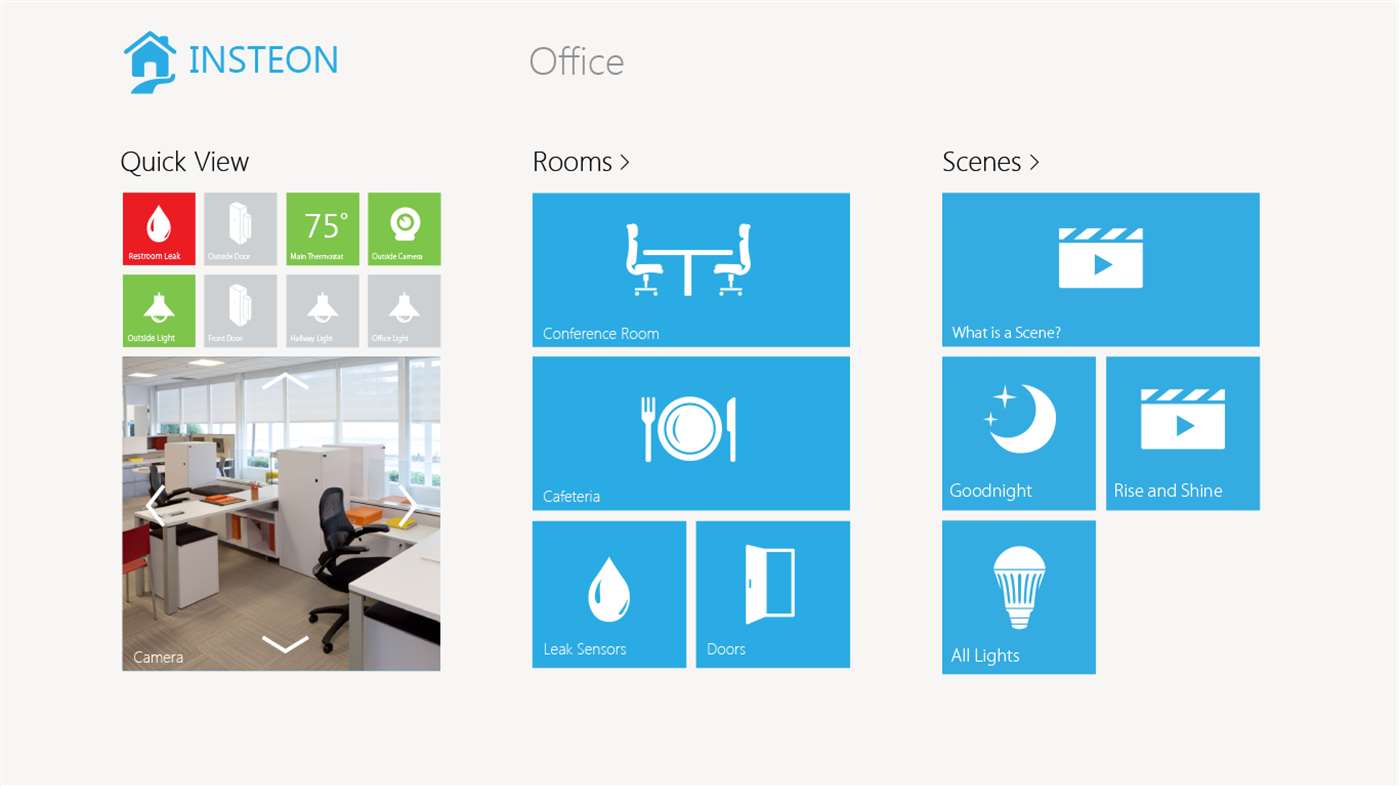 INSTEON
Office
Quick View
Restroom Leak
Outside Door
75°
Main Thermostat
Outside Camera
Outside Light
Front Door
Hallway Light
Office Light
Camera
Rooms >
Conference Room
Cafeteria
Leak Sensors
Doors
Scenes >
What is a Scene?
Goodnight
Rise and Shine
All Lights